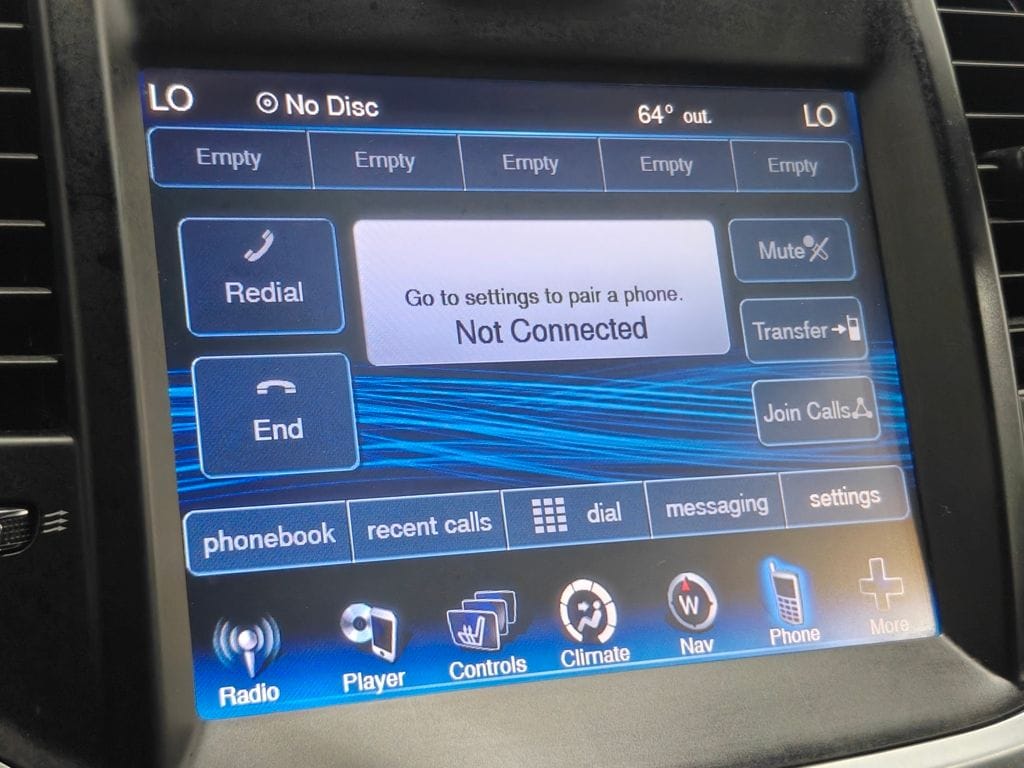 LO No Disc 64° out. LO
Empty Empty Empty Empty Empty
Redial
Go to settings to pair a phone.
Not Connected
Mute
Transfer
End
Join Calls
phonebook recent calls dial messaging settings
Radio Player Controls Climate W Nav Phone More